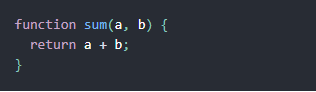 function sum(a, b) {
  return a + b;
}